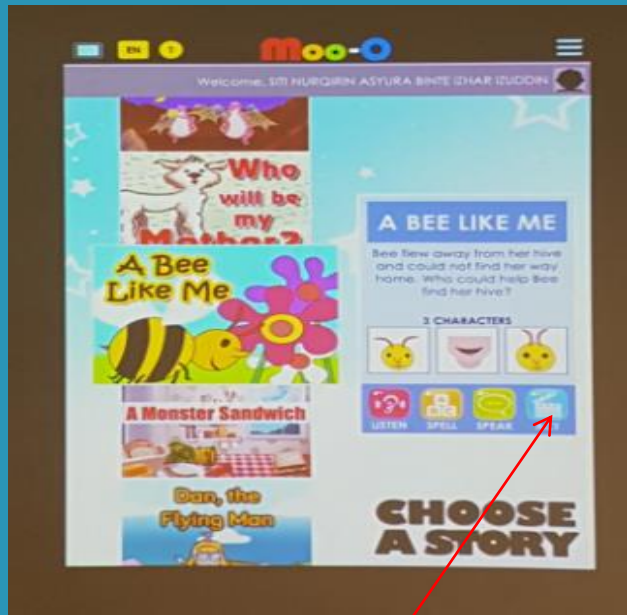 EN
?
Moo-O
Welcome, SITI NURQIRIN ASYURA BINTE IZHAR IZUDDIN
Who
will be
my
Mother?
A Bee
Like Me
A Monster Sandwich
Dan, the
Flying Man
A BEE LIKE ME
Bee flew away from her hive
and could not find her way
home. Who could help Bee
find her hive?
3 CHARACTERS
LISTEN SPELL SPEAK
CHOOSE
A STORY